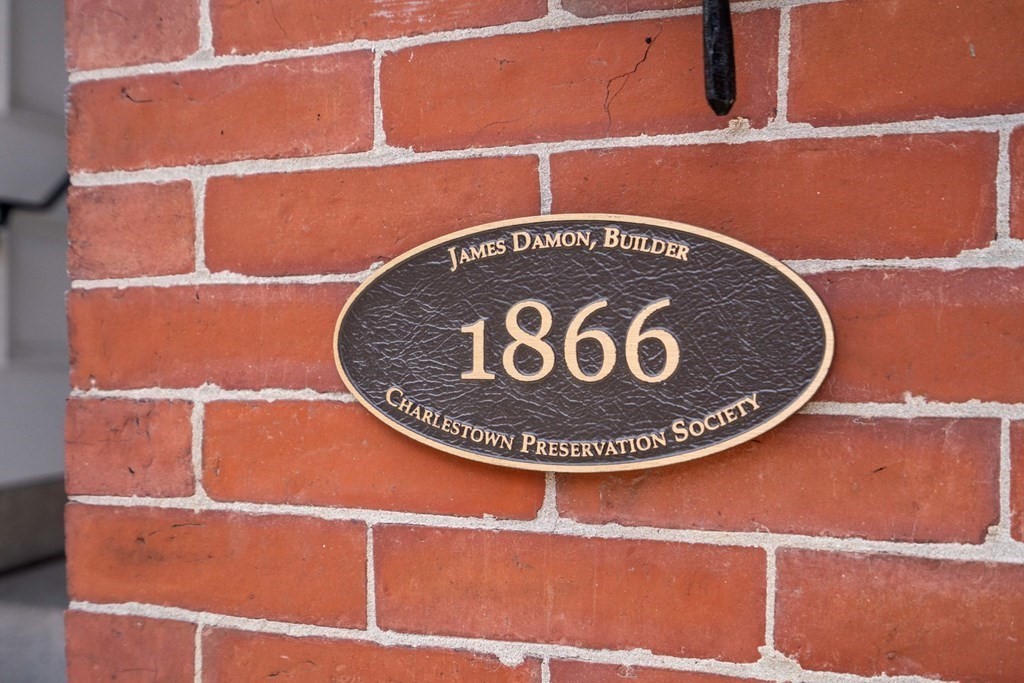 James Damon, Builder
1866
Charlestown Preservation Society